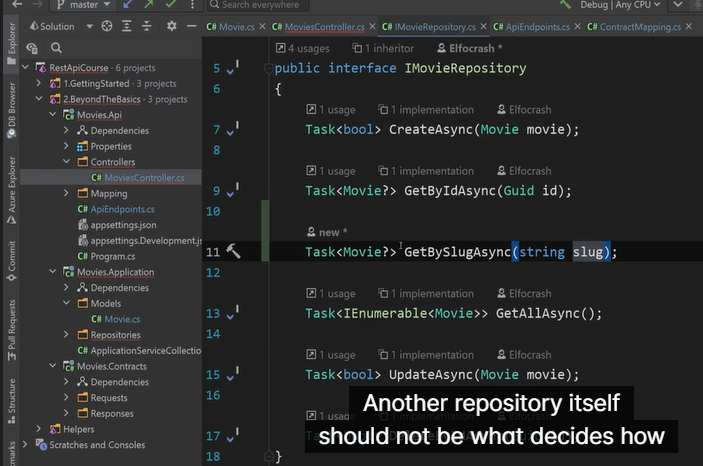 master
Search everywhere
Debug | Any CPU
Solution
Movie.cs
MoviesController.cs
IMovieRepository.cs
ApiEndpoints.cs
ContractMapping.cs
Explorer
DB Browser
Azure Explorer
Commit
Pull Requests
Structure
RestApiCourse • 6 projects
1.GettingStarted • 3 projects
2.BeyondTheBasics • 3 projects
Movies.Api
Dependencies
Properties
Controllers
C# MoviesController.cs
Mapping
C# ApiEndpoints.cs
appsettings.json
appsettings.Development.js
C# Program.cs
Movies.Application
Dependencies
Models
C# Movie.cs
Repositories
C# ApplicationServiceCollectio
Movies.Contracts
Dependencies
Requests
Responses
Helpers
Scratches and Consoles
4 usages 1 inheritor Elfocrash *
5 public interface IMovieRepository
6 {
1 usage 1 implementation Elfocrash
7 Task<bool> CreateAsync(Movie movie);
8
1 usage 1 implementation Elfocrash
9 Task<Movie?> GetByIdAsync(Guid id);
10
new *
11 Task<Movie?> GetBySlugAsync(string slug);
12
1 usage 1 implementation Elfocrash
13 Task<IEnumerable<Movie>> GetAllAsync();
14
1 usage 1 implementation Elfocrash
15 Task<bool> UpdateAsync(Movie movie);
16
17
18 }
Another repository itself
should not be what decides how